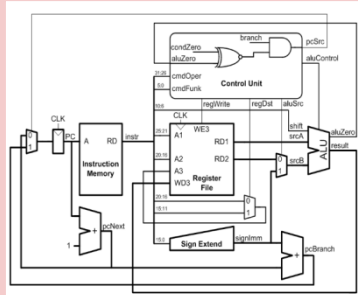 branch
pcSrc
condZero
aluZero
aluControl
Control Unit
31:26
cmdOper
5:0
cmdFunk
10:6
regWrite
regDst
aluSrc
shift
CLK
CLK
0
1
PC
A
RD
instr
Instruction
Memory
25:21
A1
WE3
RD1
srcA
ALU
aluZero
result
20:16
A2
RD2
0
1
srcB
A3
WD3
Register
File
20:16
0
15:11
1
pcNext
+
1
15:0
Sign Extend
signImm
+
pcBranch